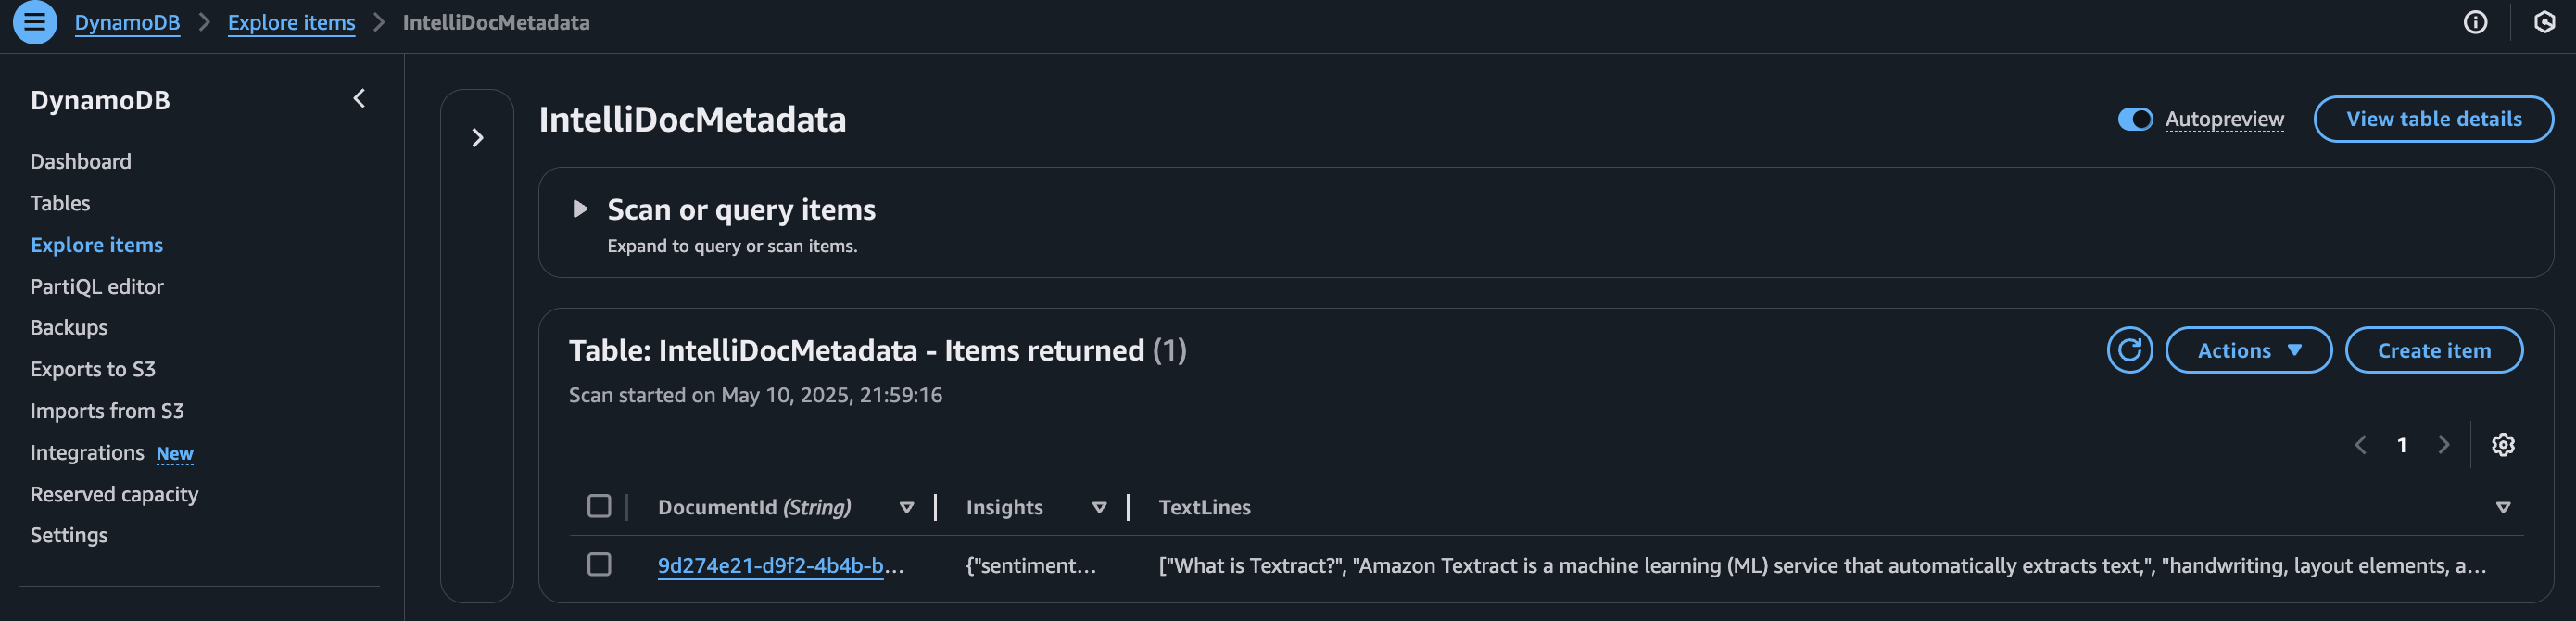 DynamoDB > Explore items > IntelliDocMetadata
DynamoDB
Dashboard
Tables
Explore items
PartiQL editor
Backups
Exports to S3
Imports from S3
Integrations New
Reserved capacity
Settings
IntelliDocMetadata
Autopreview
View table details
Scan or query items
Expand to query or scan items.
Table: IntelliDocMetadata - Items returned (1)
Scan started on May 10, 2025, 21:59:16
Actions
Create item
1
DocumentId (String) Insights TextLines
9d274e21-d9f2-4b4b-b… {"sentiment… ["What is Textract?", "Amazon Textract is a machine learning (ML) service that automatically extracts text,", "handwriting, layout elements, a…